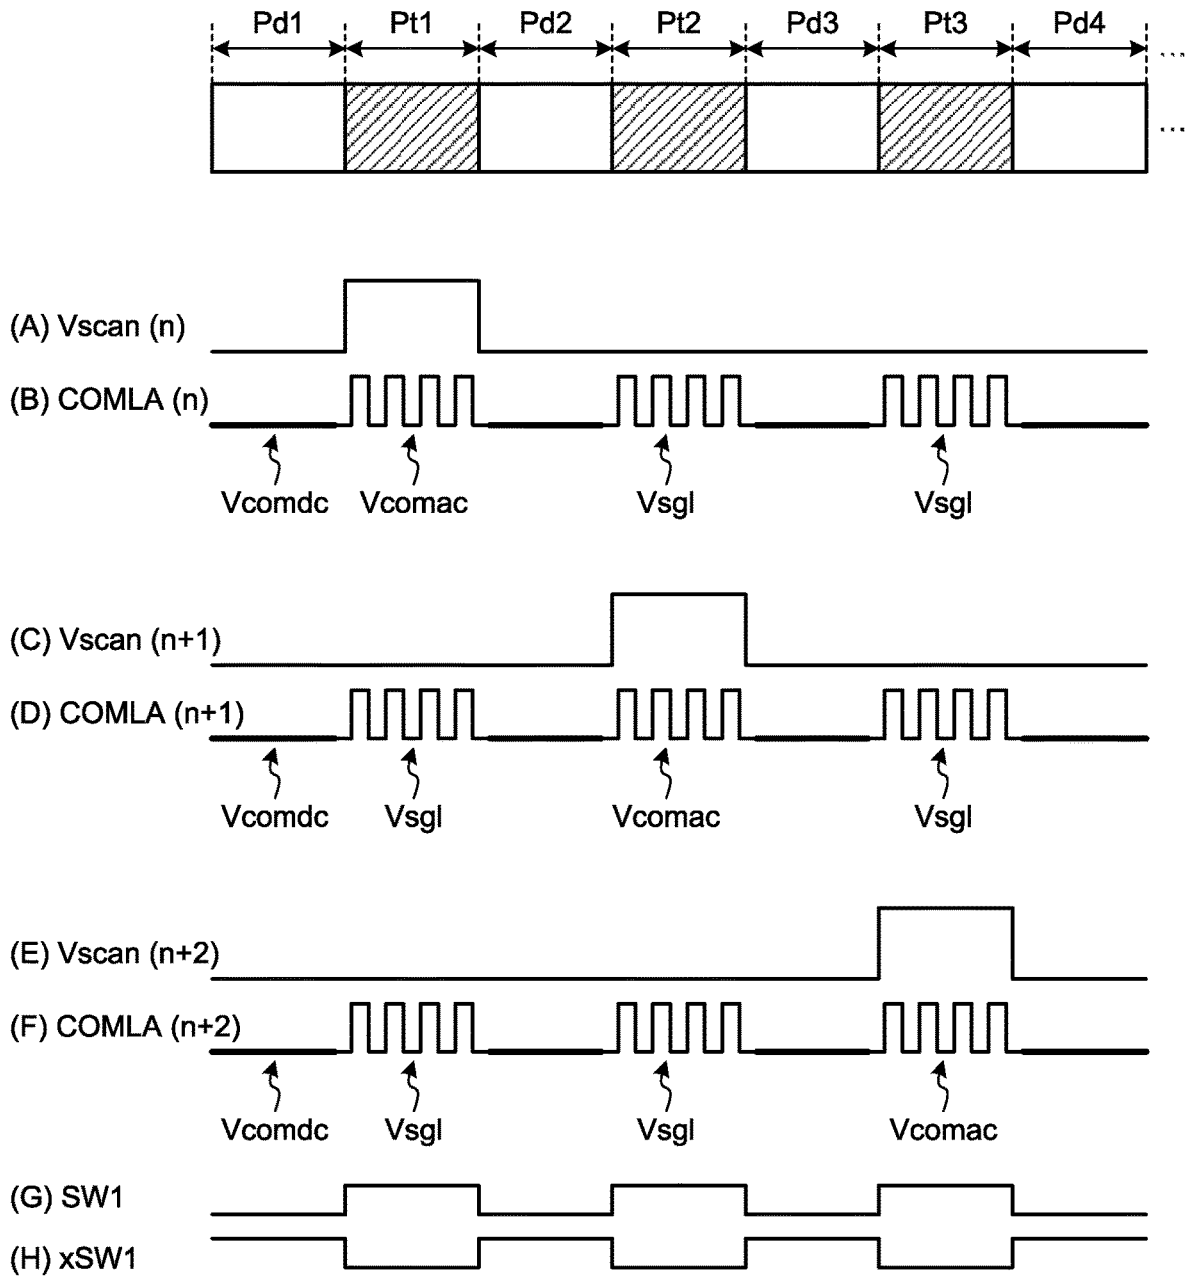 Pd1 Pt1 Pd2 Pt2 Pd3 Pt3 Pd4 ...
...
(A) Vscan (n)
(B) COMLA (n)
Vcomdc Vcomac Vsgl Vsgl
(C) Vscan (n+1)
(D) COMLA (n+1)
Vcomdc Vsgl Vcomac Vsgl
(E) Vscan (n+2)
(F) COMLA (n+2)
Vcomdc Vsgl Vsgl Vcomac
(G) SW1
(H) xSW1